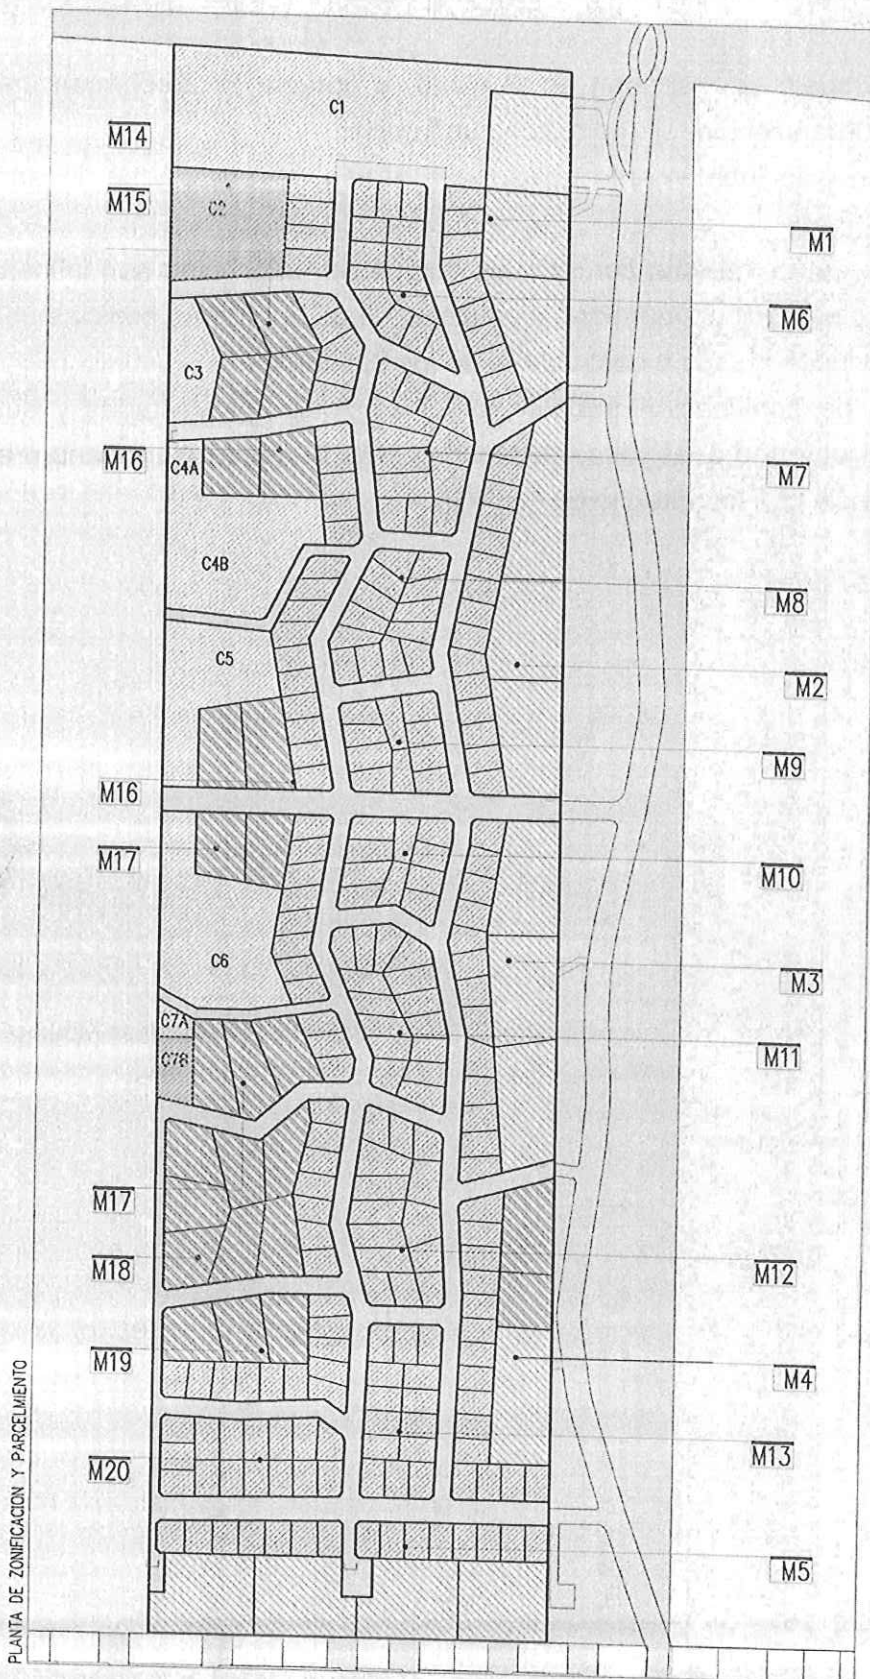 C1
M14
M15
C2
M1
M6
C3
M16
C4A
M7
C4B
M8
C5
M2
M9
M16
M17
M10
C6
M3
C7A
M11
C7B
M17
M18
M12
M19
M4
M13
M20
M5
PLANTA DE ZONIFICACION Y PARCELMIENTO